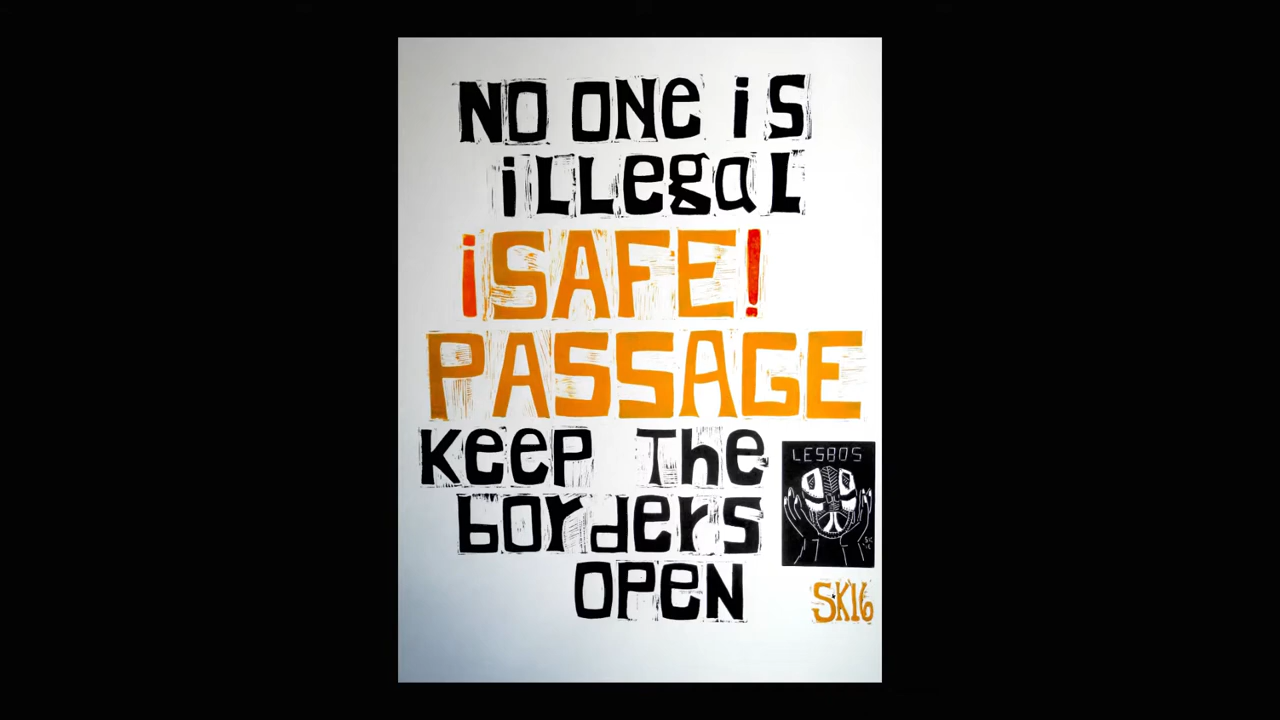 NO ONE iS
iLLegaL
¡SAFE!
PASSAGE
Keep The
borders
OPEN
LESBOS
SK16